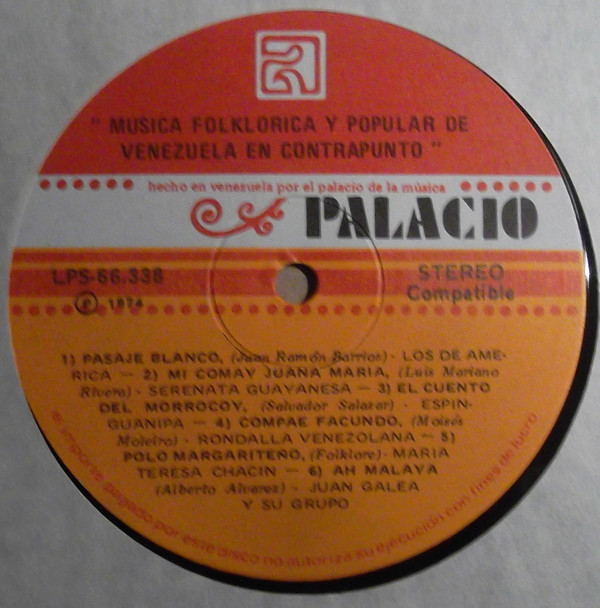 " MUSICA FOLKLORICA Y POPULAR DE
VENEZUELA EN CONTRAPUNTO "
hecho en venezuela por el palacio de la música
PALACIO
LPS-66.338
STEREO
Compatible
℗ 1974
1) PASAJE BLANCO, (Juan Ramón Barrios) - LOS DE AME-
RICA — 2) MI COMAY JUANA MARIA, (Luis Mariano
Rivera) - SERENATA GUAYANESA — 3) EL CUENTO
DEL MORROCOY, (Salvador Salazar) - ESPIN-
GUANIPA — 4) COMPAE FACUNDO, (Moisés
Moleiro) - RONDALLA VENEZOLANA — 5)
POLO MARGARITEÑO, (Folklore) - MARIA
TERESA CHACIN — 6) AH MALAYA
(Alberto Alvarez) - JUAN GALEA
Y SU GRUPO
el importe pagado por este disco no autoriza su ejecución con fines de lucro